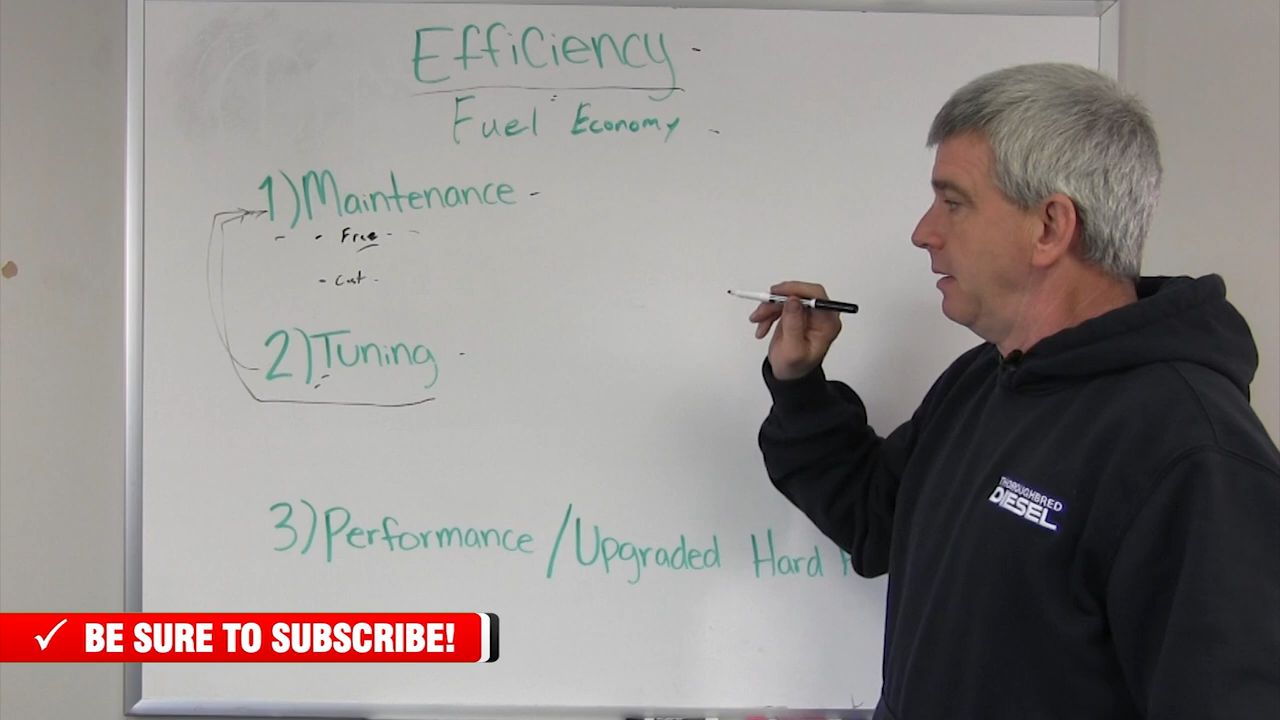 Efficiency -
Fuel Economy -
1) Maintenance -
- - Free - -
- Cost -
2) Tuning -
3) Performance / Upgraded Hard
THOROUGHBRED
DIESEL
✓ BE SURE TO SUBSCRIBE!